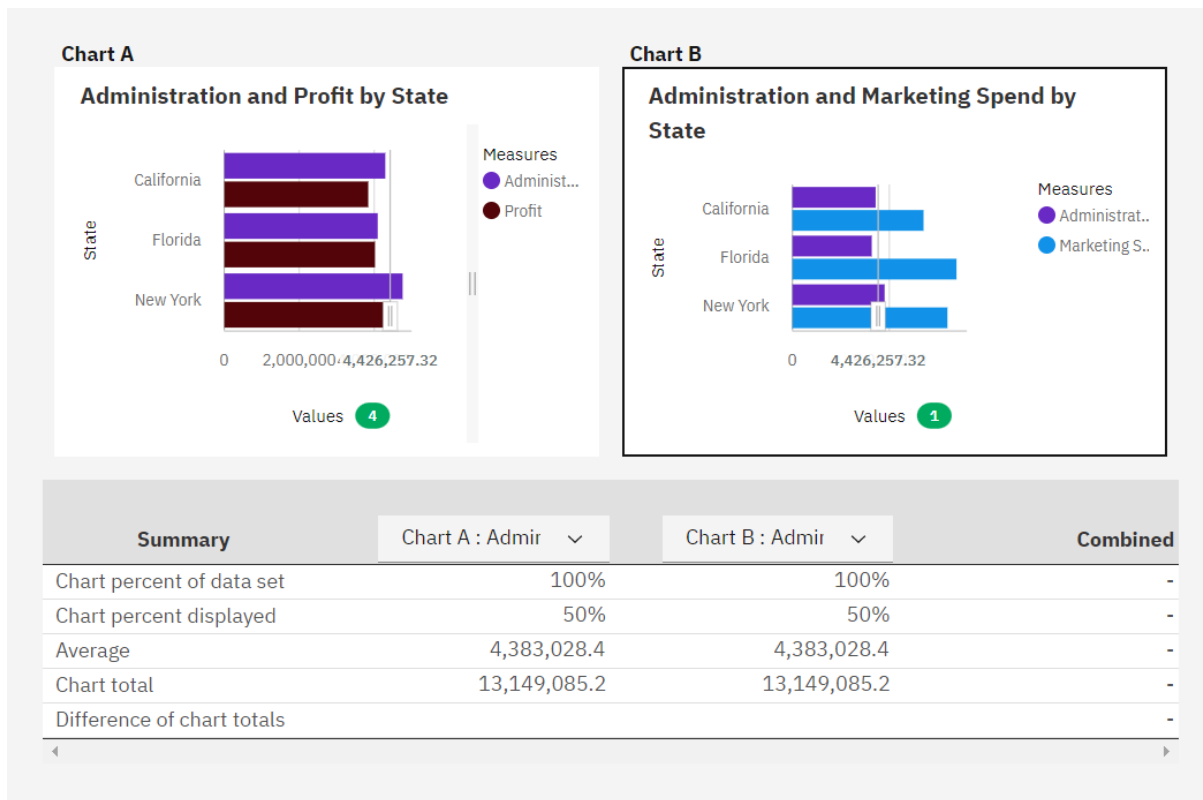 Chart A
Administration and Profit by State
California
Florida
New York
State
0 2,000,000 4,426,257.32
Values 4
Measures
Administ...
Profit
Chart B
Administration and Marketing Spend by
State
California
Florida
New York
State
0 4,426,257.32
Values 1
Measures
Administrat..
Marketing S..
Summary Chart A : Admir Chart B : Admir Combined
Chart percent of data set 100% 100% -
Chart percent displayed 50% 50% -
Average 4,383,028.4 4,383,028.4 -
Chart total 13,149,085.2 13,149,085.2 -
Difference of chart totals -